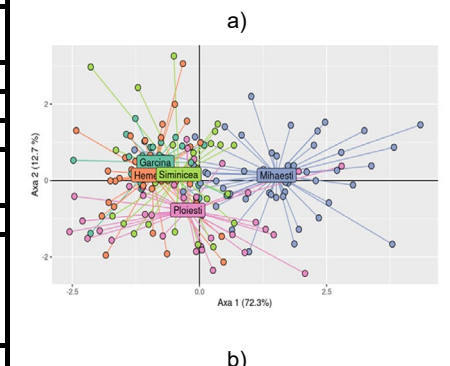 a)
Axa 2 (12.7 %)
2
0
-2
Garcina
Siminicea
Mihaesti
Ploiesti
-2.5
0.0
2.5
Axa 1 (72.3%)
b)